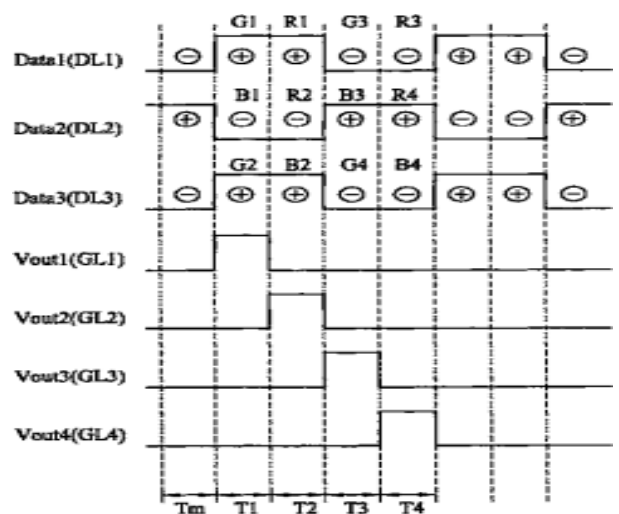 G1 R1 G3 R3
Data1(DL1) ⊖ ⊕ ⊕ ⊖ ⊖ ⊕ ⊕ ⊖
B1 R2 B3 R4
Data2(DL2) ⊕ ⊖ ⊖ ⊕ ⊕ ⊖ ⊖ ⊕
G2 B2 G4 B4
Data3(DL3) ⊖ ⊕ ⊕ ⊖ ⊖ ⊕ ⊕ ⊖
Vout1(GL1)
Vout2(GL2)
Vout3(GL3)
Vout4(GL4)
Tm T1 T2 T3 T4